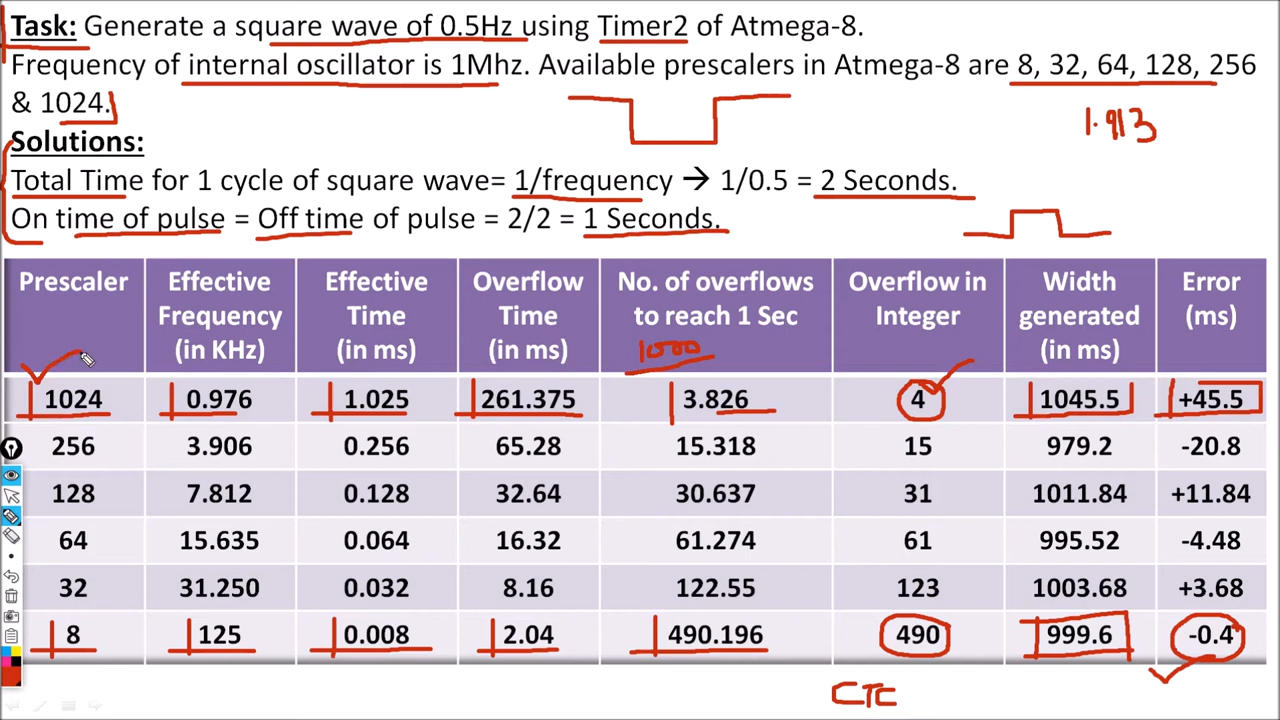 Task: Generate a square wave of 0.5Hz using Timer2 of Atmega-8.
Frequency of internal oscillator is 1Mhz. Available prescalers in Atmega-8 are 8, 32, 64, 128, 256
& 1024.
1.913
Solutions:
Total Time for 1 cycle of square wave= 1/frequency → 1/0.5 = 2 Seconds.
On time of pulse = Off time of pulse = 2/2 = 1 Seconds.
Prescaler Effective Frequency (in KHz) Effective Time (in ms) Overflow Time (in ms) No. of overflows to reach 1 Sec Overflow in Integer Width generated (in ms) Error (ms)
1000
1024 0.976 1.025 261.375 3.826 4 1045.5 +45.5
256 3.906 0.256 65.28 15.318 15 979.2 -20.8
128 7.812 0.128 32.64 30.637 31 1011.84 +11.84
64 15.635 0.064 16.32 61.274 61 995.52 -4.48
32 31.250 0.032 8.16 122.55 123 1003.68 +3.68
8 125 0.008 2.04 490.196 490 999.6 -0.4
CTC